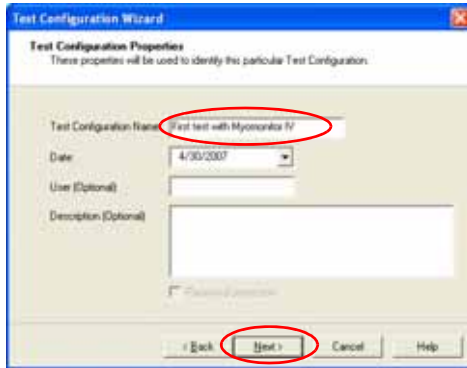 Test Configuration Wizard
Test Configuration Properties
These properties will be used to identify this particular Test Configuration.
Test Configuration Name First test with Myomonitor IV
Date 4/30/2007
User (Optional)
Description (Optional)
< Back Next > Cancel Help